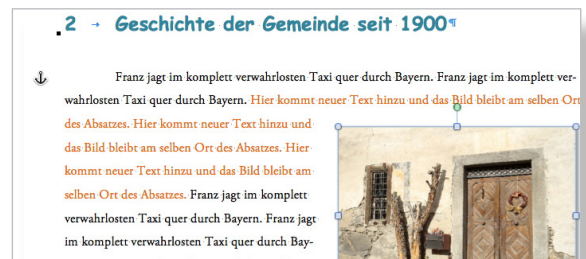 2 → Geschichte der Gemeinde seit 1900¶
Franz jagt im komplett verwahrlosten Taxi quer durch Bayern. Franz jagt im komplett ver-
wahrlosten Taxi quer durch Bayern. Hier kommt neuer Text hinzu und das Bild bleibt am selben Ort
des Absatzes. Hier kommt neuer Text hinzu und
das Bild bleibt am selben Ort des Absatzes. Hier
kommt neuer Text hinzu und das Bild bleibt am
selben Ort des Absatzes. Franz jagt im komplett
verwahrlosten Taxi quer durch Bayern. Franz jagt
im komplett verwahrlosten Taxi quer durch Bay-